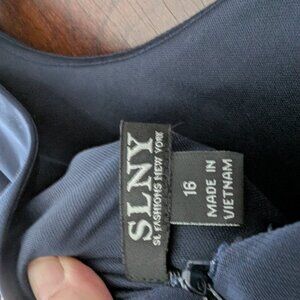 SLNY
SL FASHIONS NEW YORK
16
MADE IN
VIETNAM